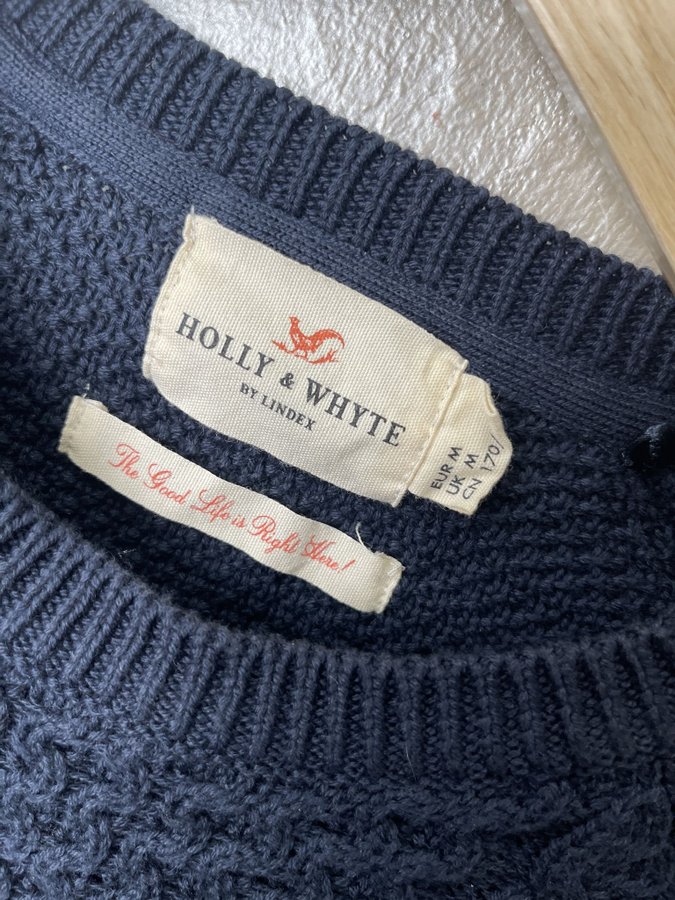 HOLLY & WHYTE
BY LINDEX
EUR M
UK M
CN 170/
The Good Life is Right Here!